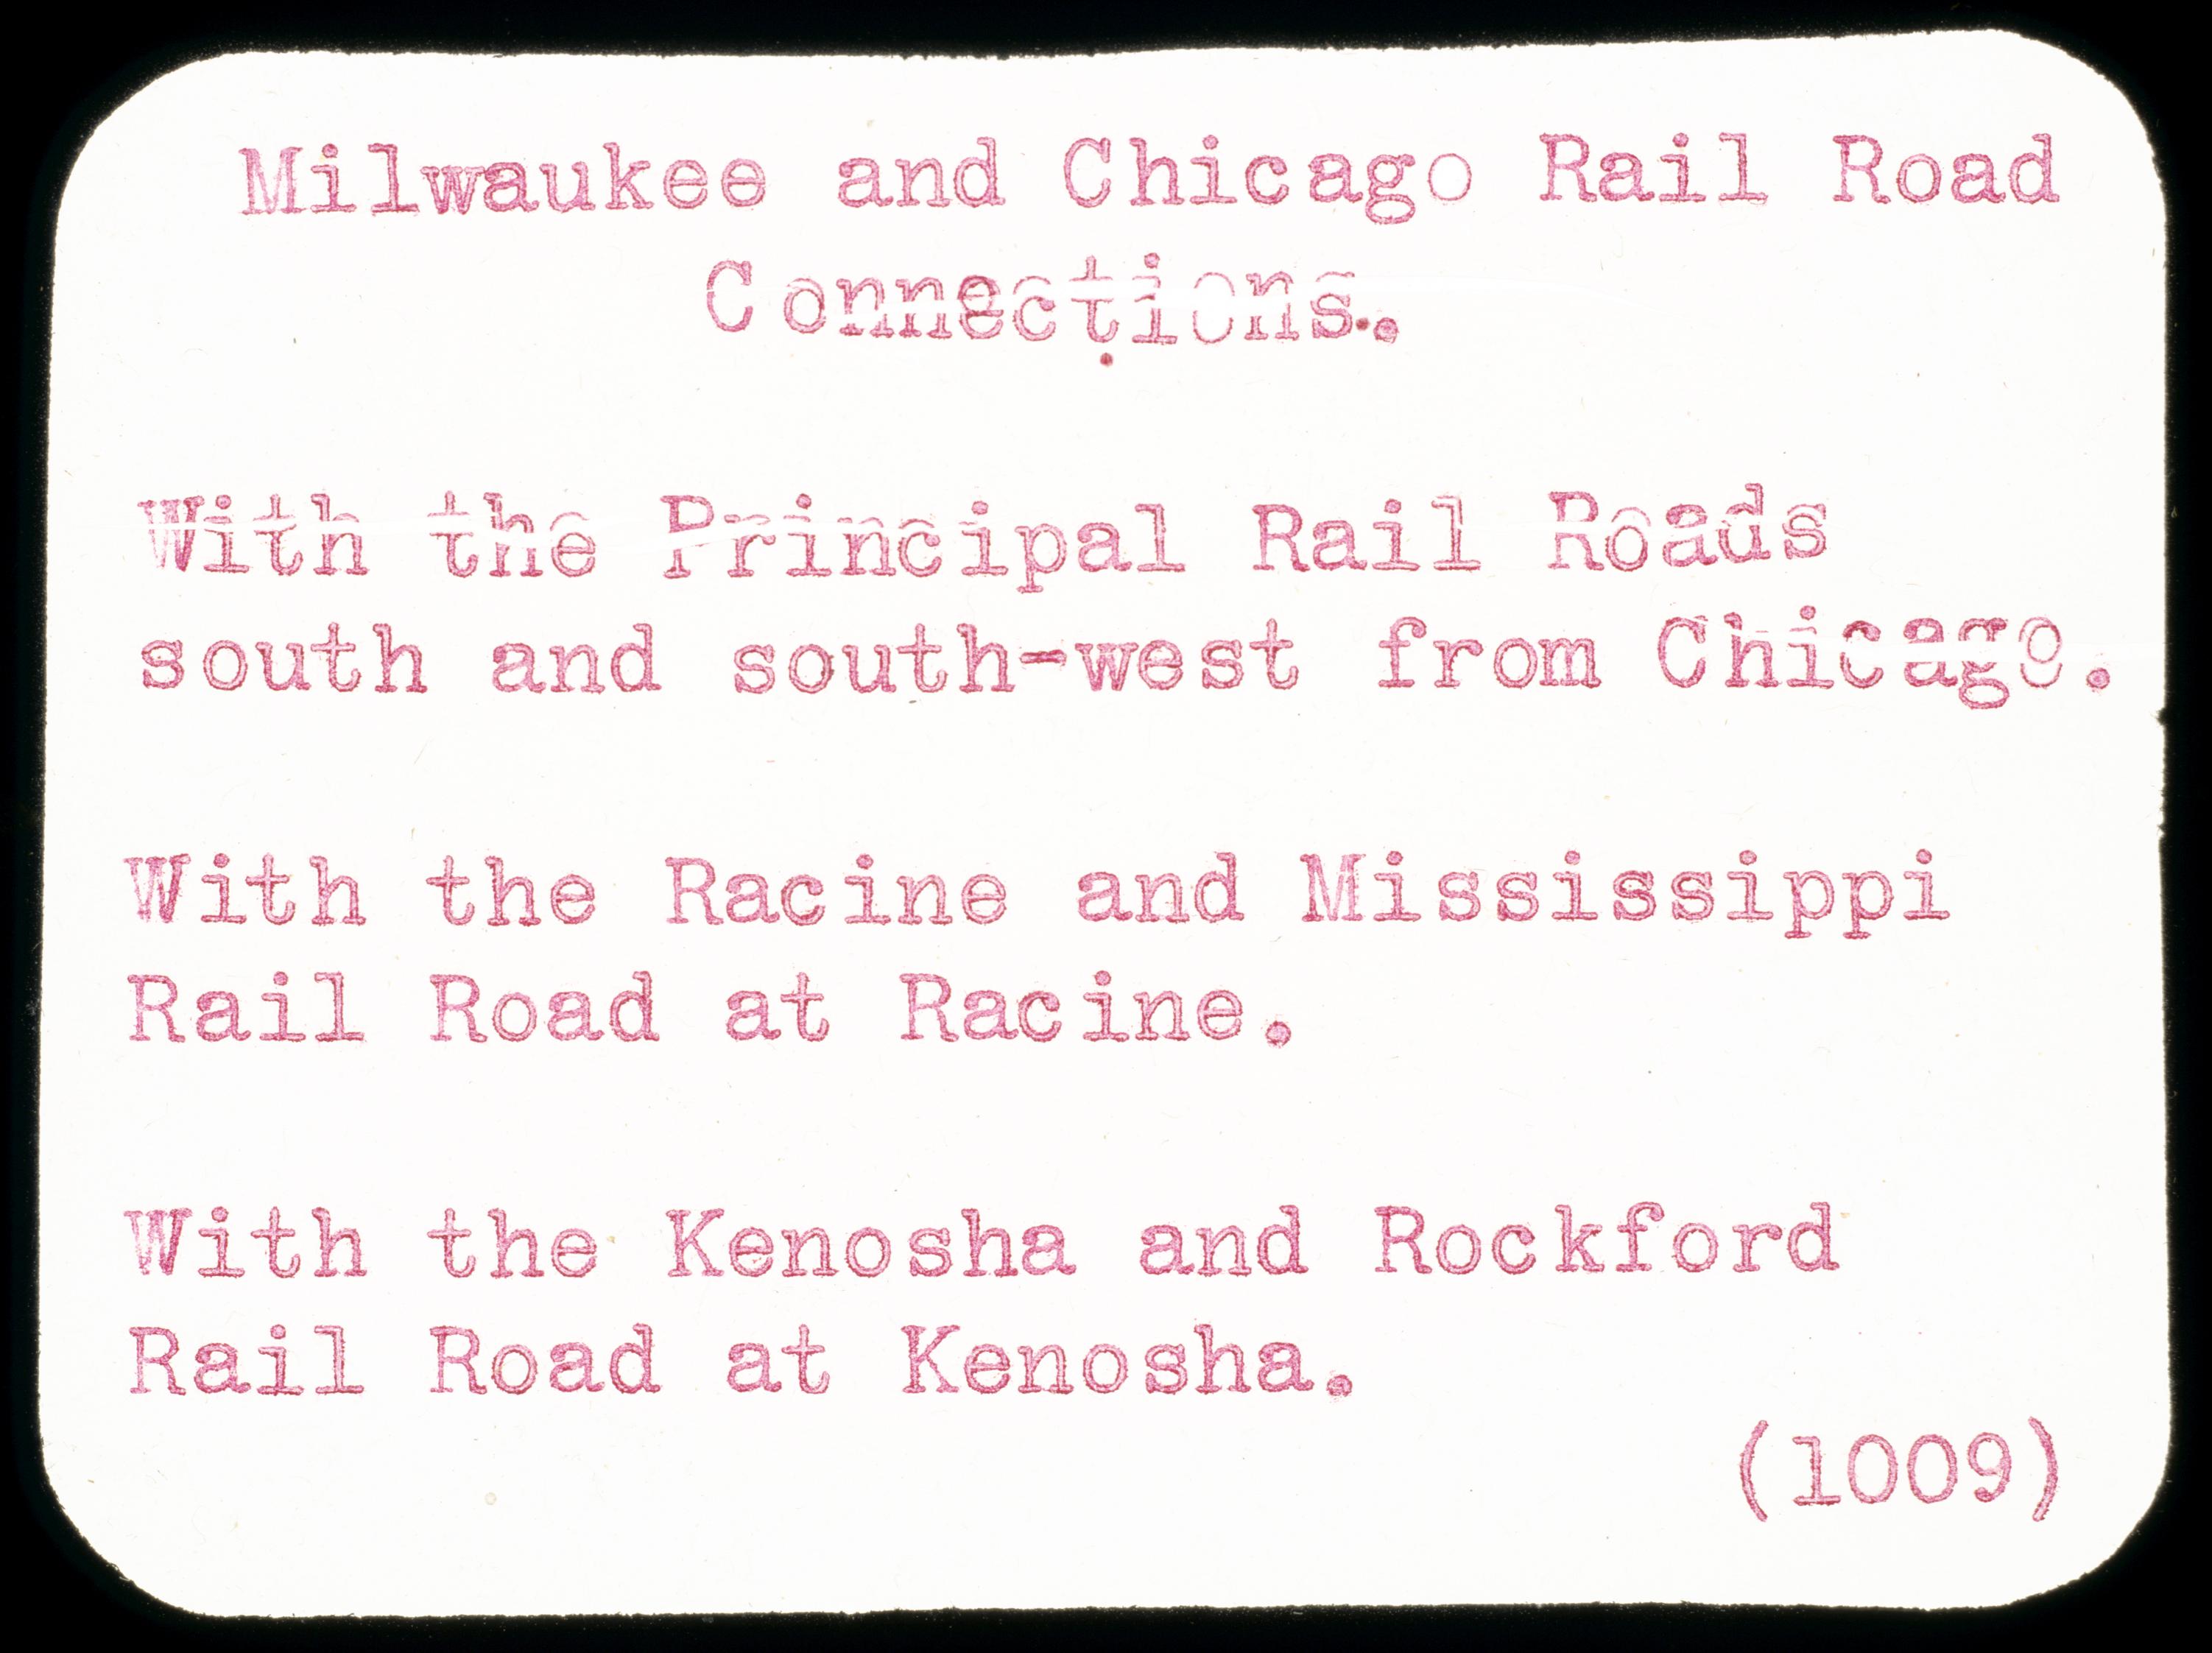 Milwaukee and Chicago Rail Road
Connections.
With the Principal Rail Roads
south and south-west from Chicago.
With the Racine and Mississippi
Rail Road at Racine.
With the Kenosha and Rockford
Rail Road at Kenosha.
(1009)